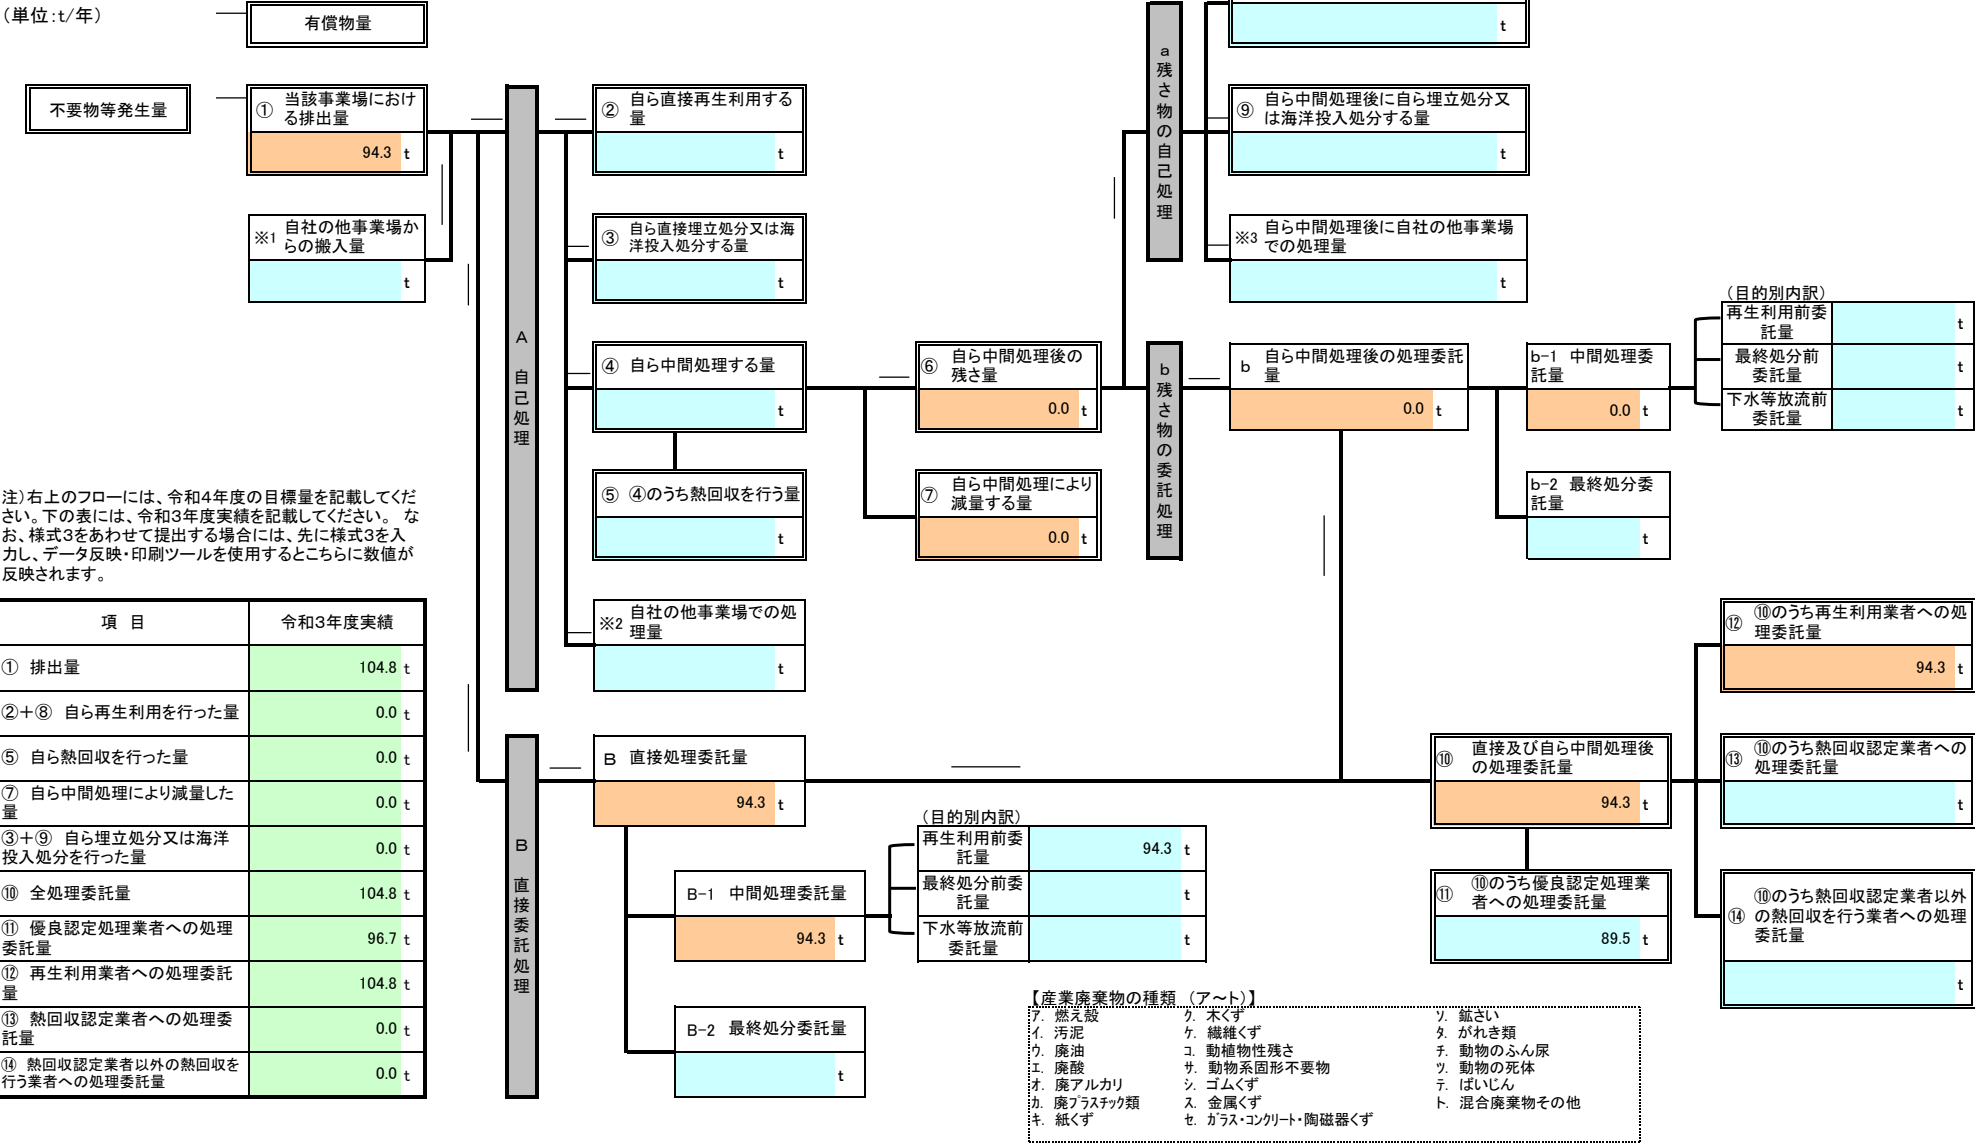 (単位:t/年)
有償物量
t
不要物等発生量
① 当該事業場におけ
る排出量
94.3 t
※1 自社の他事業場か
らの搬入量
t
A 自己処理
② 自ら直接再生利用する
量
t
③ 自ら直接埋立処分又は海
洋投入処分する量
t
④ 自ら中間処理する量
t
⑤ ④のうち熱回収を行う量
t
※2 自社の他事業場での処
理量
t
⑥ 自ら中間処理後の
残さ量
0.0 t
⑦ 自ら中間処理により
減量する量
0.0 t
a残さ物の自己処理
⑨ 自ら中間処理後に自ら埋立処分又
は海洋投入処分する量
t
※3 自ら中間処理後に自社の他事業場
での処理量
t
b残さ物の委託処理
b 自ら中間処理後の処理委託
量
0.0 t
b-1 中間処理委
託量
0.0 t
(目的別内訳)
再生利用前委
託量
t
最終処分前
委託量
t
下水等放流前
委託量
t
b-2 最終処分委
託量
t
注)右上のフローには、令和4年度の目標量を記載してくだ
さい。下の表には、令和3年度実績を記載してください。 な
お、様式3をあわせて提出する場合には、先に様式3を入
力し、データ反映・印刷ツールを使用するとこちらに数値が
反映されます。
項 目 令和3年度実績
① 排出量 104.8 t
②+⑧ 自ら再生利用を行った量 0.0 t
⑤ 自ら熱回収を行った量 0.0 t
⑦ 自ら中間処理により減量した
量 0.0 t
③+⑨ 自ら埋立処分又は海洋
投入処分を行った量 0.0 t
⑩ 全処理委託量 104.8 t
⑪ 優良認定処理業者への処理
委託量 96.7 t
⑫ 再生利用業者への処理委託
量 104.8 t
⑬ 熱回収認定業者への処理委
託量 0.0 t
⑭ 熱回収認定業者以外の熱回収を
行う業者への処理委託量 0.0 t
B 直接委託処理
B 直接処理委託量
94.3 t
B-1 中間処理委託量
94.3 t
(目的別内訳)
再生利用前委
託量
94.3 t
最終処分前委
託量
t
下水等放流前
委託量
t
B-2 最終処分委託量
t
⑩ 直接及び自ら中間処理後
の処理委託量
94.3 t
⑪ ⑩のうち優良認定処理業
者への処理委託量
89.5 t
⑫ ⑩のうち再生利用業者への処
理委託量
94.3 t
⑬ ⑩のうち熱回収認定業者への
処理委託量
t
⑭ ⑩のうち熱回収認定業者以外
の熱回収を行う業者への処理
委託量
t
【産業廃棄物の種類 (ア~ト)】
ア. 燃え殻 ク. 木くず ソ. 鉱さい
イ. 汚泥 ケ. 繊維くず タ. がれき類
ウ. 廃油 コ. 動植物性残さ チ. 動物のふん尿
エ. 廃酸 サ. 動物系固形不要物 ツ. 動物の死体
オ. 廃アルカリ シ. ゴムくず テ. ばいじん
カ. 廃プラスチック類 ス. 金属くず ト. 混合廃棄物その他
キ. 紙くず セ. ガラス・コンクリート・陶磁器くず